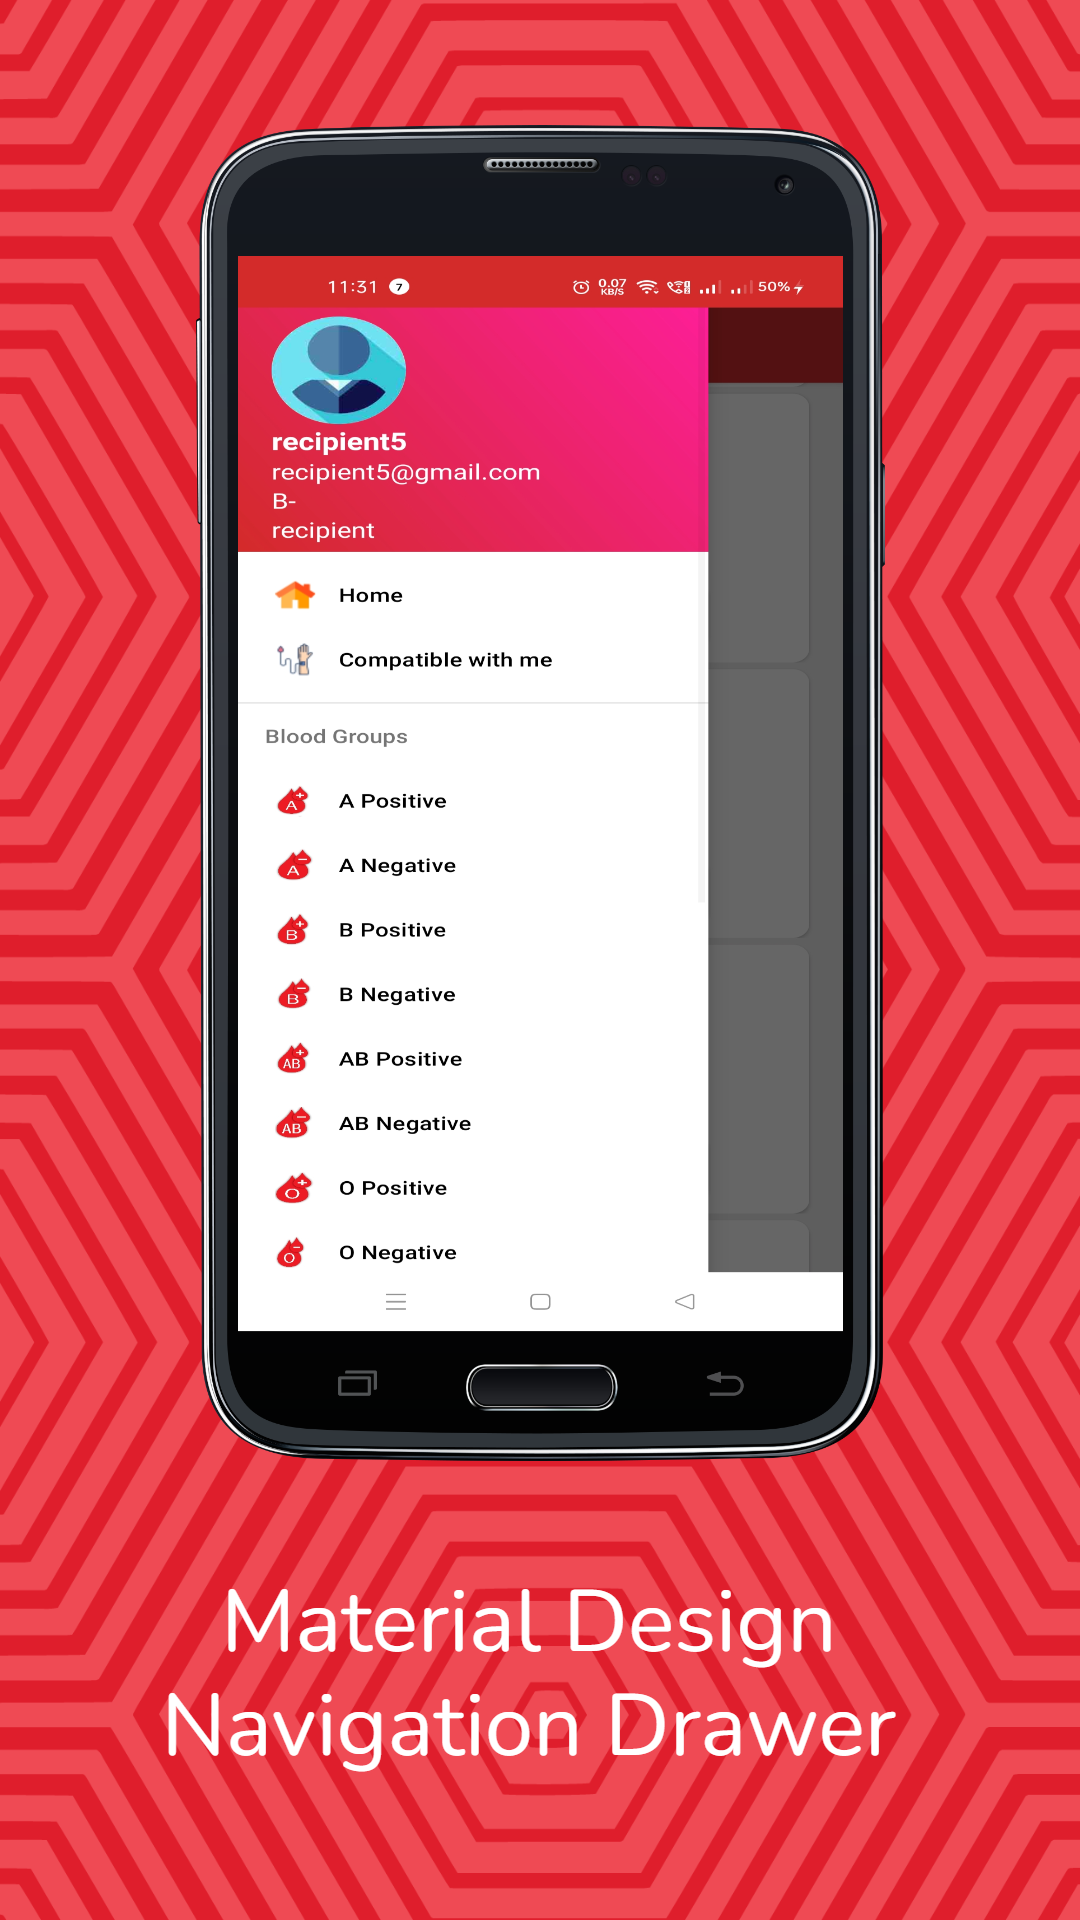 11:31 7 0.07 KB/S 50%
recipient5
recipient5@gmail.com
B-
recipient
Home
Compatible with me
Blood Groups
A+ A Positive
A- A Negative
B+ B Positive
B- B Negative
AB+ AB Positive
AB- AB Negative
O+ O Positive
O- O Negative
Material Design
Navigation Drawer